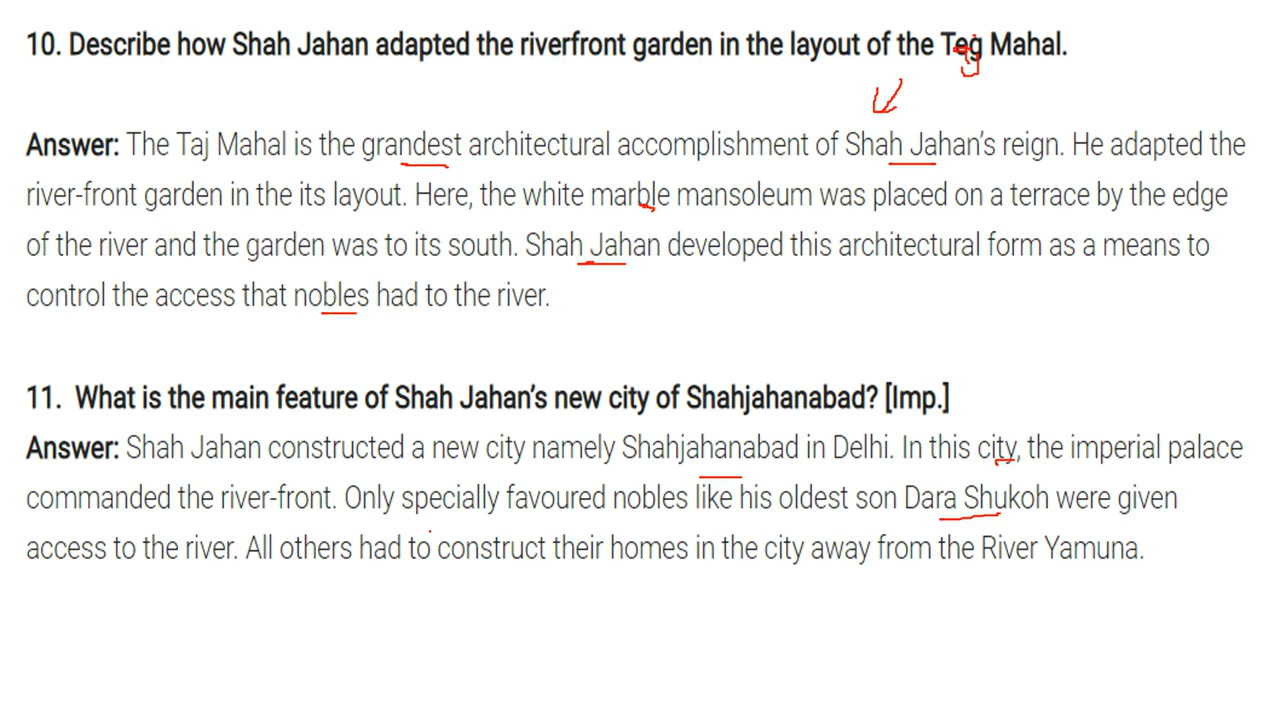 10. Describe how Shah Jahan adapted the riverfront garden in the layout of the Teg Mahal.
Answer: The Taj Mahal is the grandest architectural accomplishment of Shah Jahan’s reign. He adapted the
river-front garden in the its layout. Here, the white marble mansoleum was placed on a terrace by the edge
of the river and the garden was to its south. Shah Jahan developed this architectural form as a means to
control the access that nobles had to the river.
11. What is the main feature of Shah Jahan’s new city of Shahjahanabad? [Imp.]
Answer: Shah Jahan constructed a new city namely Shahjahanabad in Delhi. In this city, the imperial palace
commanded the river-front. Only specially favoured nobles like his oldest son Dara Shukoh were given
access to the river. All others had to construct their homes in the city away from the River Yamuna.